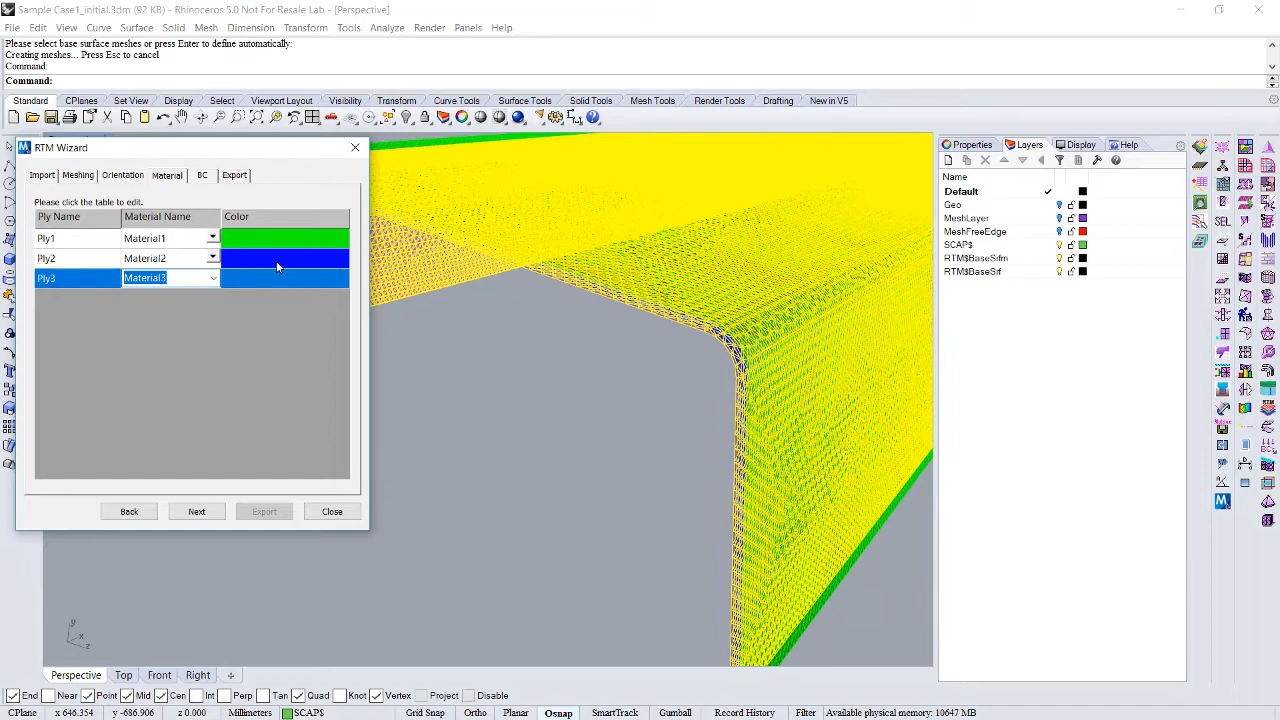 Sample Case1_initial.3dm (92 KB) - Rhinoceros 5.0 Not For Resale Lab - [Perspective]
File Edit View Curve Surface Solid Mesh Dimension Transform Tools Analyze Render Panels Help
Please select base surface meshes or press Enter to define automatically:
Creating meshes... Press Esc to cancel
Command:
Command:
Standard CPlanes Set View Display Select Viewport Layout Visibility Transform Curve Tools Surface Tools Solid Tools Mesh Tools Render Tools Drafting New in V5
RTM Wizard
Import Meshing Orientation Material BC Export
Please click the table to edit.
Ply Name Material Name Color
Ply1 Material1
Ply2 Material2
Ply3 Material3
Back Next Export Close
Properties Layers Display Help
Name
Default
Geo
MeshLayer
MeshFreeEdge
SCAP$
RTM$BaseSrfm
RTM$BaseSrf
SEL
RTM
y
x
z
Perspective Top Front Right
End Near Point Mid Cen Int Perp Tan Quad Knot Vertex Project Disable
CPlane x 646.354 y -686.906 z 0.000 Millimeters SCAP$ Grid Snap Ortho Planar Osnap SmartTrack Gumball Record History Filter Available physical memory: 10647 MB